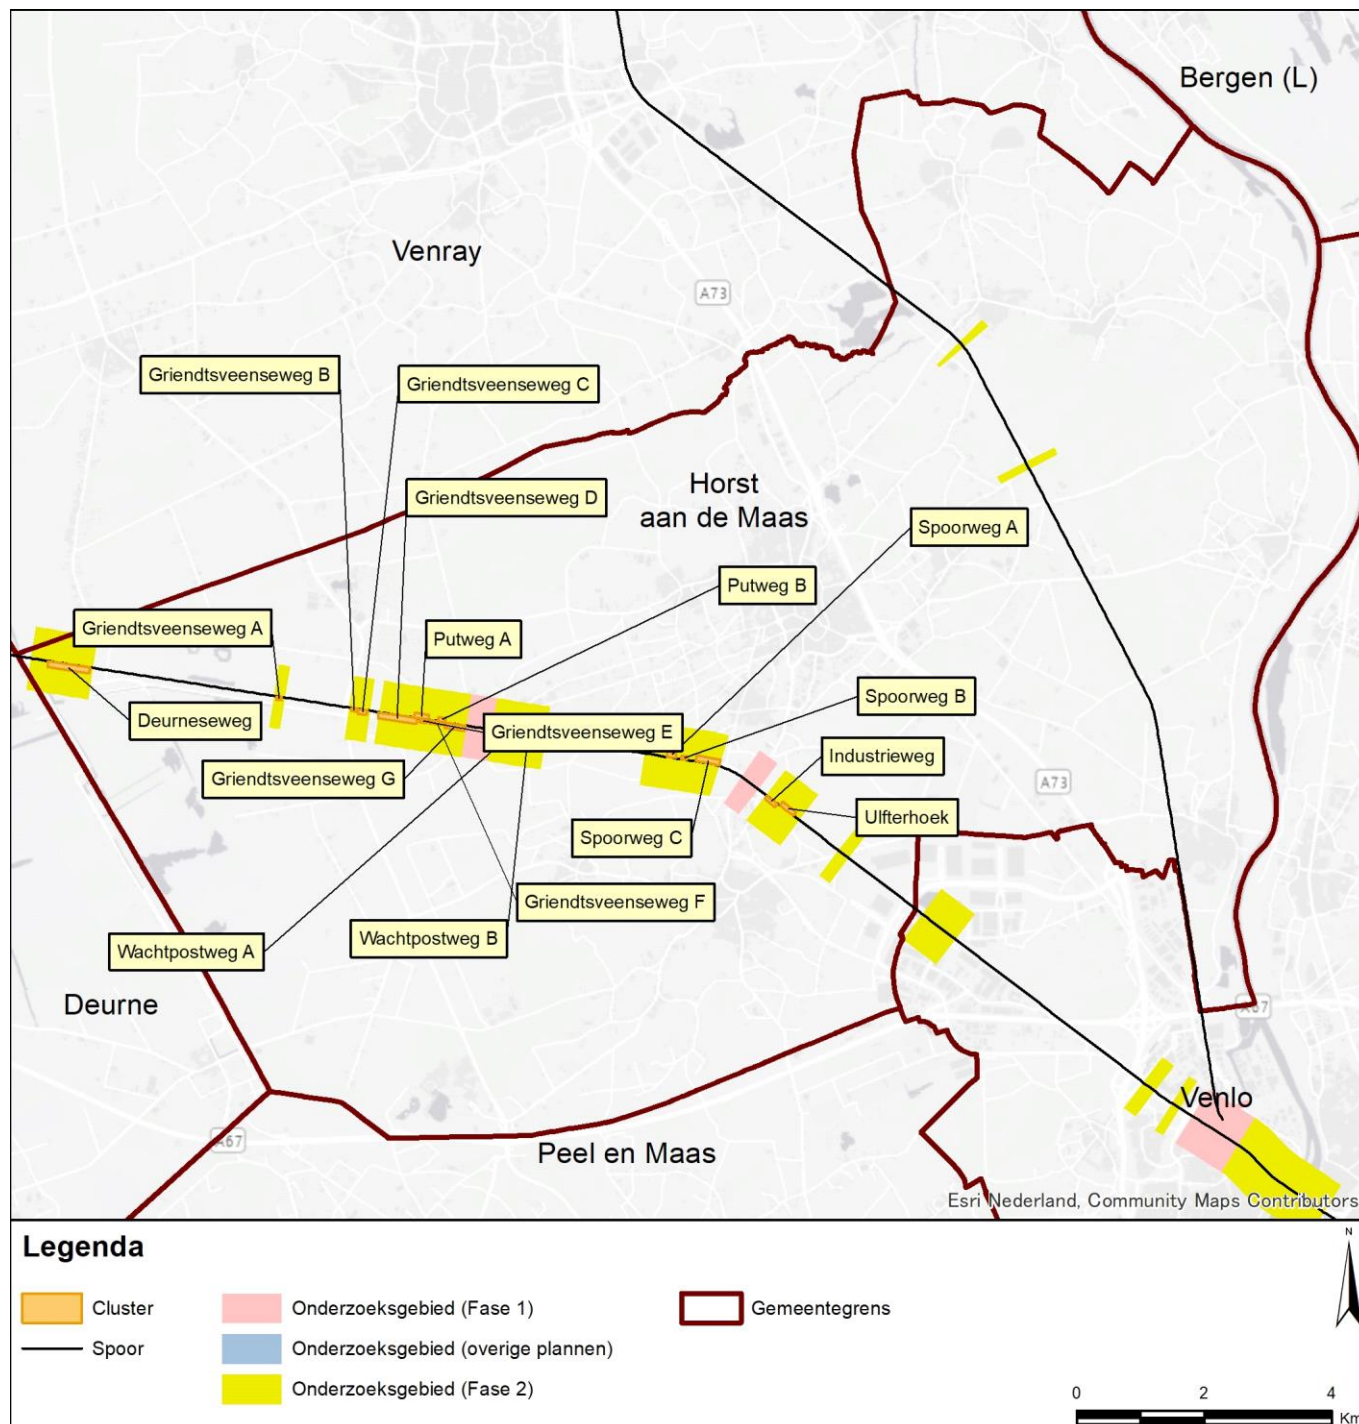 Bergen (L)
Venray
A73
Griendtsveenseweg B
Griendtsveenseweg C
Griendtsveenseweg D
Horst
aan de Maas
Spoorweg A
Putweg B
Griendtsveenseweg A
Putweg A
Deurneseweg
Griendtsveenseweg E
Spoorweg B
Griendtsveenseweg G
Industrieweg
A73
Ulfterhoek
Spoorweg C
Griendtsveenseweg F
Wachtpostweg A
Wachtpostweg B
Deurne
A67
Venlo
A67
Peel en Maas
Esri Nederland, Community Maps Contributors
Legenda
Cluster
Spoor
Onderzoeksgebied (Fase 1)
Onderzoeksgebied (overige plannen)
Onderzoeksgebied (Fase 2)
Gemeentegrens
N
0 2 4
Km